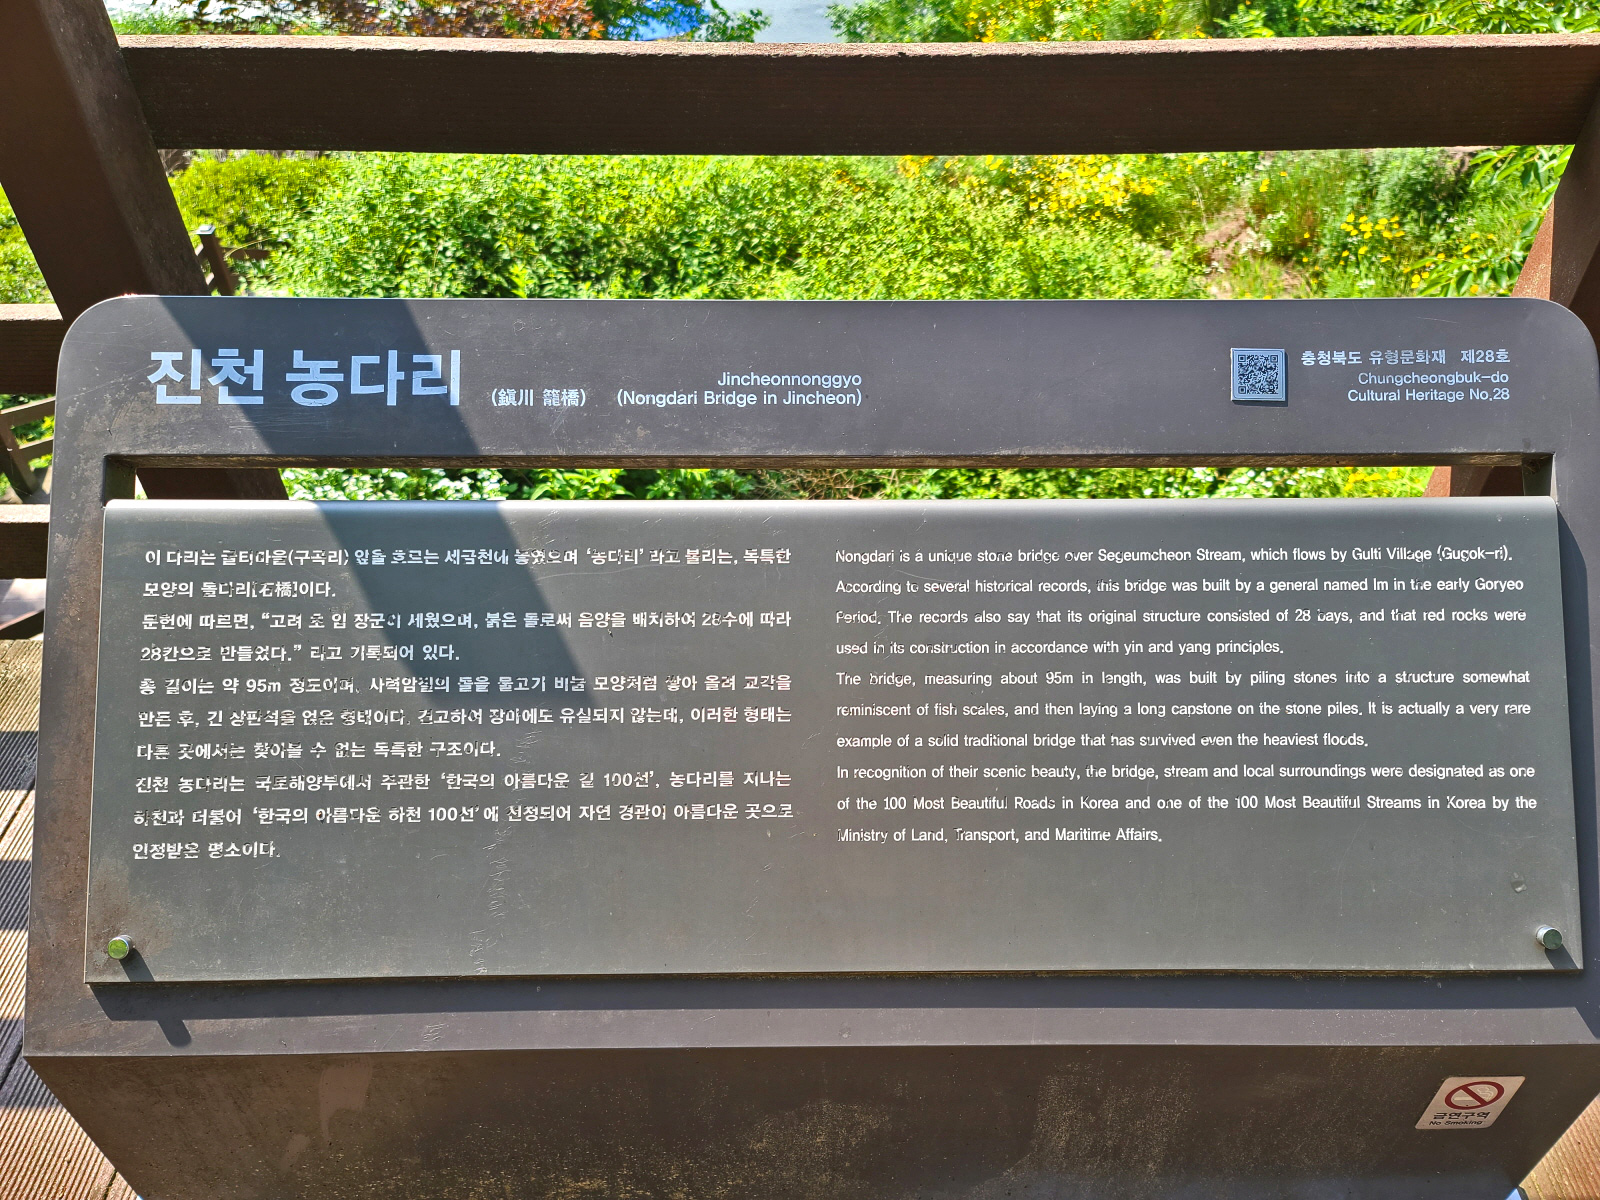 진천 농다리 (鎭川 籠橋)
Jincheonnonggyo
(Nongdari Bridge in Jincheon)
충청북도 유형문화재 제28호
Chungcheongbuk-do
Cultural Heritage No.28
이 다리는 굴티마을(구곡리) 앞을 흐르는 세금천에 놓였으며 ‘농다리’ 라고 불리는, 독특한
모양의 돌다리[石橋]이다.
문헌에 따르면, “고려 초 임 장군이 세웠으며, 붉은 돌로써 음양을 배치하여 28수에 따라
28칸으로 만들었다.” 라고 기록되어 있다.
총 길이는 약 95m 정도이며, 사력암질의 돌을 물고기 비늘 모양처럼 쌓아 올려 교각을
만든 후, 긴 상판석을 얹은 형태이다. 견고하여 장마에도 유실되지 않는데, 이러한 형태는
다른 곳에서는 찾아볼 수 없는 독특한 구조이다.
진천 농다리는 국토해양부에서 주관한 ‘한국의 아름다운 길 100선’, 농다리를 지나는
하천과 더불어 ‘한국의 아름다운 하천 100선’에 선정되어 자연 경관이 아름다운 곳으로
인정받은 명소이다.
Nongdari is a unique stone bridge over Segeumcheon Stream, which flows by Gulti Village (Gugok-ri).
According to several historical records, this bridge was built by a general named Im in the early Goryeo
Period. The records also say that its original structure consisted of 28 bays, and that red rocks were
used in its construction in accordance with yin and yang principles.
The bridge, measuring about 95m in length, was built by piling stones into a structure somewhat
reminiscent of fish scales, and then laying a long capstone on the stone piles. It is actually a very rare
example of a solid traditional bridge that has survived even the heaviest floods.
In recognition of their scenic beauty, the bridge, stream and local surroundings were designated as one
of the 100 Most Beautiful Roads in Korea and one of the 100 Most Beautiful Streams in Korea by the
Ministry of Land, Transport, and Maritime Affairs.
금연구역
No Smoking